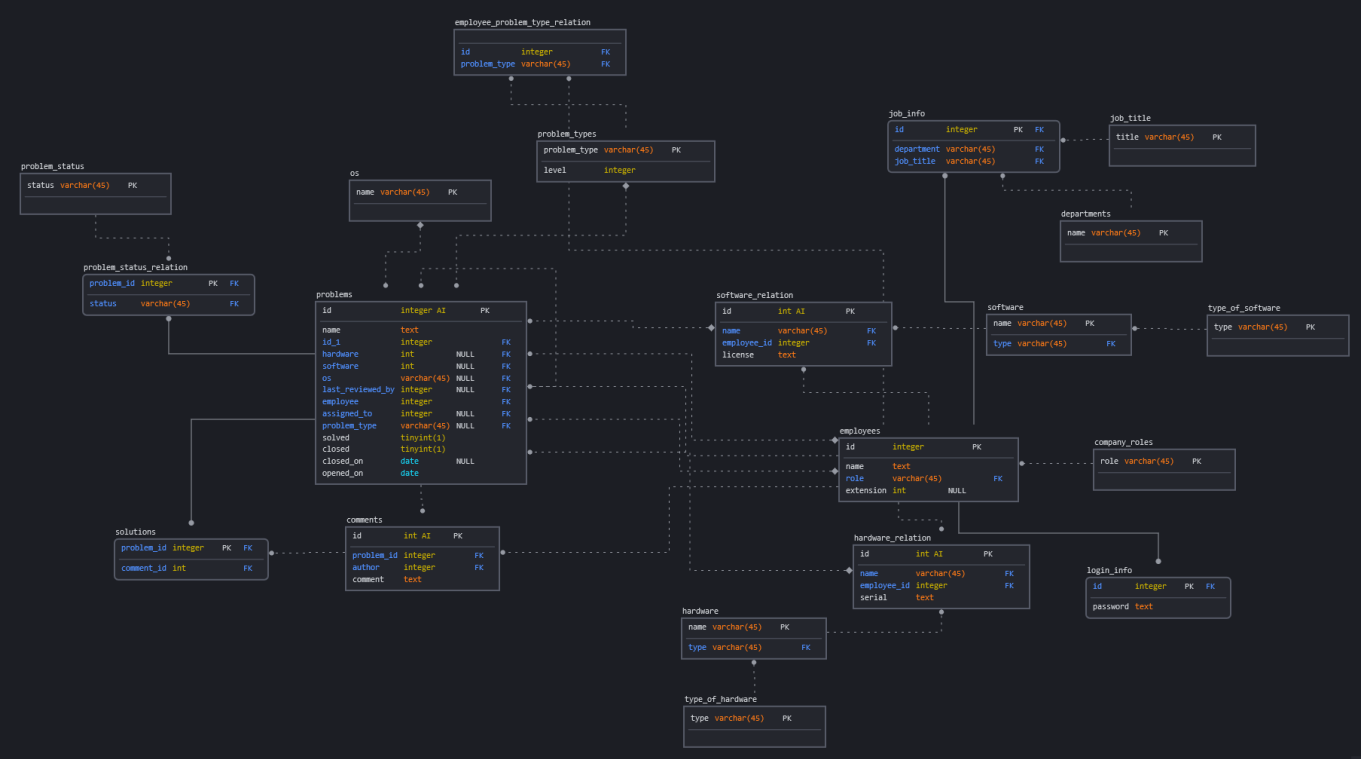 employee_problem_type_relation
id integer FK
problem_type varchar(45) FK
job_info
id integer PK FK
department varchar(45) FK
job_title varchar(45) FK
job_title
title varchar(45) PK
problem_types
problem_type varchar(45) PK
level integer
problem_status
status varchar(45) PK
os
name varchar(45) PK
departments
name varchar(45) PK
problem_status_relation
problem_id integer PK FK
status varchar(45) FK
problems
id integer AI PK
name text
id_1 integer FK
hardware int NULL FK
software int NULL FK
os varchar(45) NULL FK
last_reviewed_by integer NULL FK
employee integer FK
assigned_to integer NULL FK
problem_type varchar(45) NULL FK
solved tinyint(1)
closed tinyint(1)
closed_on date NULL
opened_on date
software_relation
id int AI PK
name varchar(45) FK
employee_id integer FK
license text
software
name varchar(45) PK
type varchar(45) FK
type_of_software
type varchar(45) PK
employees
id integer PK
name text
role varchar(45) FK
extension int NULL
company_roles
role varchar(45) PK
solutions
problem_id integer PK FK
comment_id int FK
comments
id int AI PK
problem_id integer FK
author integer FK
comment text
hardware_relation
id int AI PK
name varchar(45) FK
employee_id integer FK
serial text
login_info
id integer PK FK
password text
hardware
name varchar(45) PK
type varchar(45) FK
type_of_hardware
type varchar(45) PK